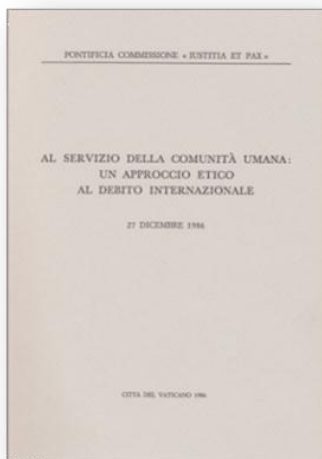 PONTIFICIA COMMISSIONE « IUSTITIA ET PAX »
AL SERVIZIO DELLA COMUNITÀ UMANA:
UN APPROCCIO ETICO
AL DEBITO INTERNAZIONALE
27 DICEMBRE 1986
CITTÀ DEL VATICANO 1986